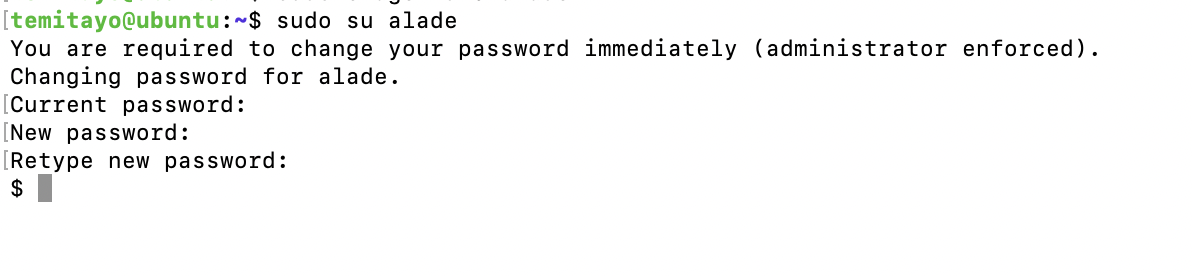 [temitayo@ubuntu:~$ sudo su alade
You are required to change your password immediately (administrator enforced).
Changing password for alade.
[Current password:
[New password:
[Retype new password:
$